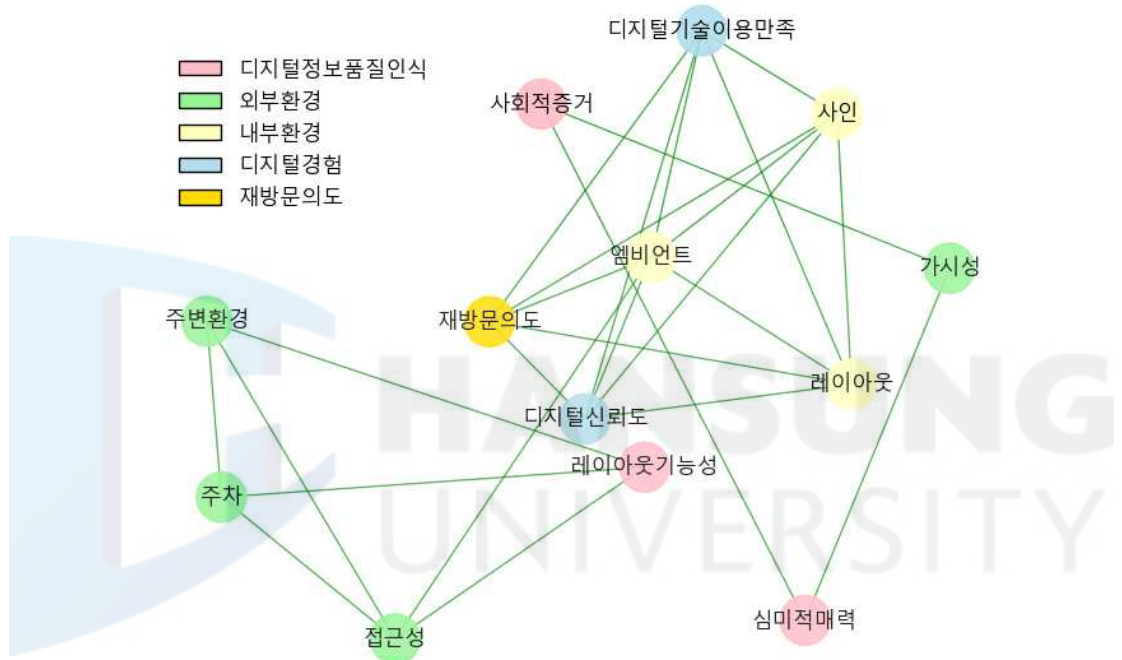 디지털기술이용만족
디지털정보품질인식
외부환경
내부환경
디지털경험
재방문의도
사회적증거
사인
엠비언트
가시성
주변환경
재방문의도
레이아웃
디지털신뢰도
레이아웃기능성
주차
접근성
심미적매력
HANSUNG
UNIVERSITY